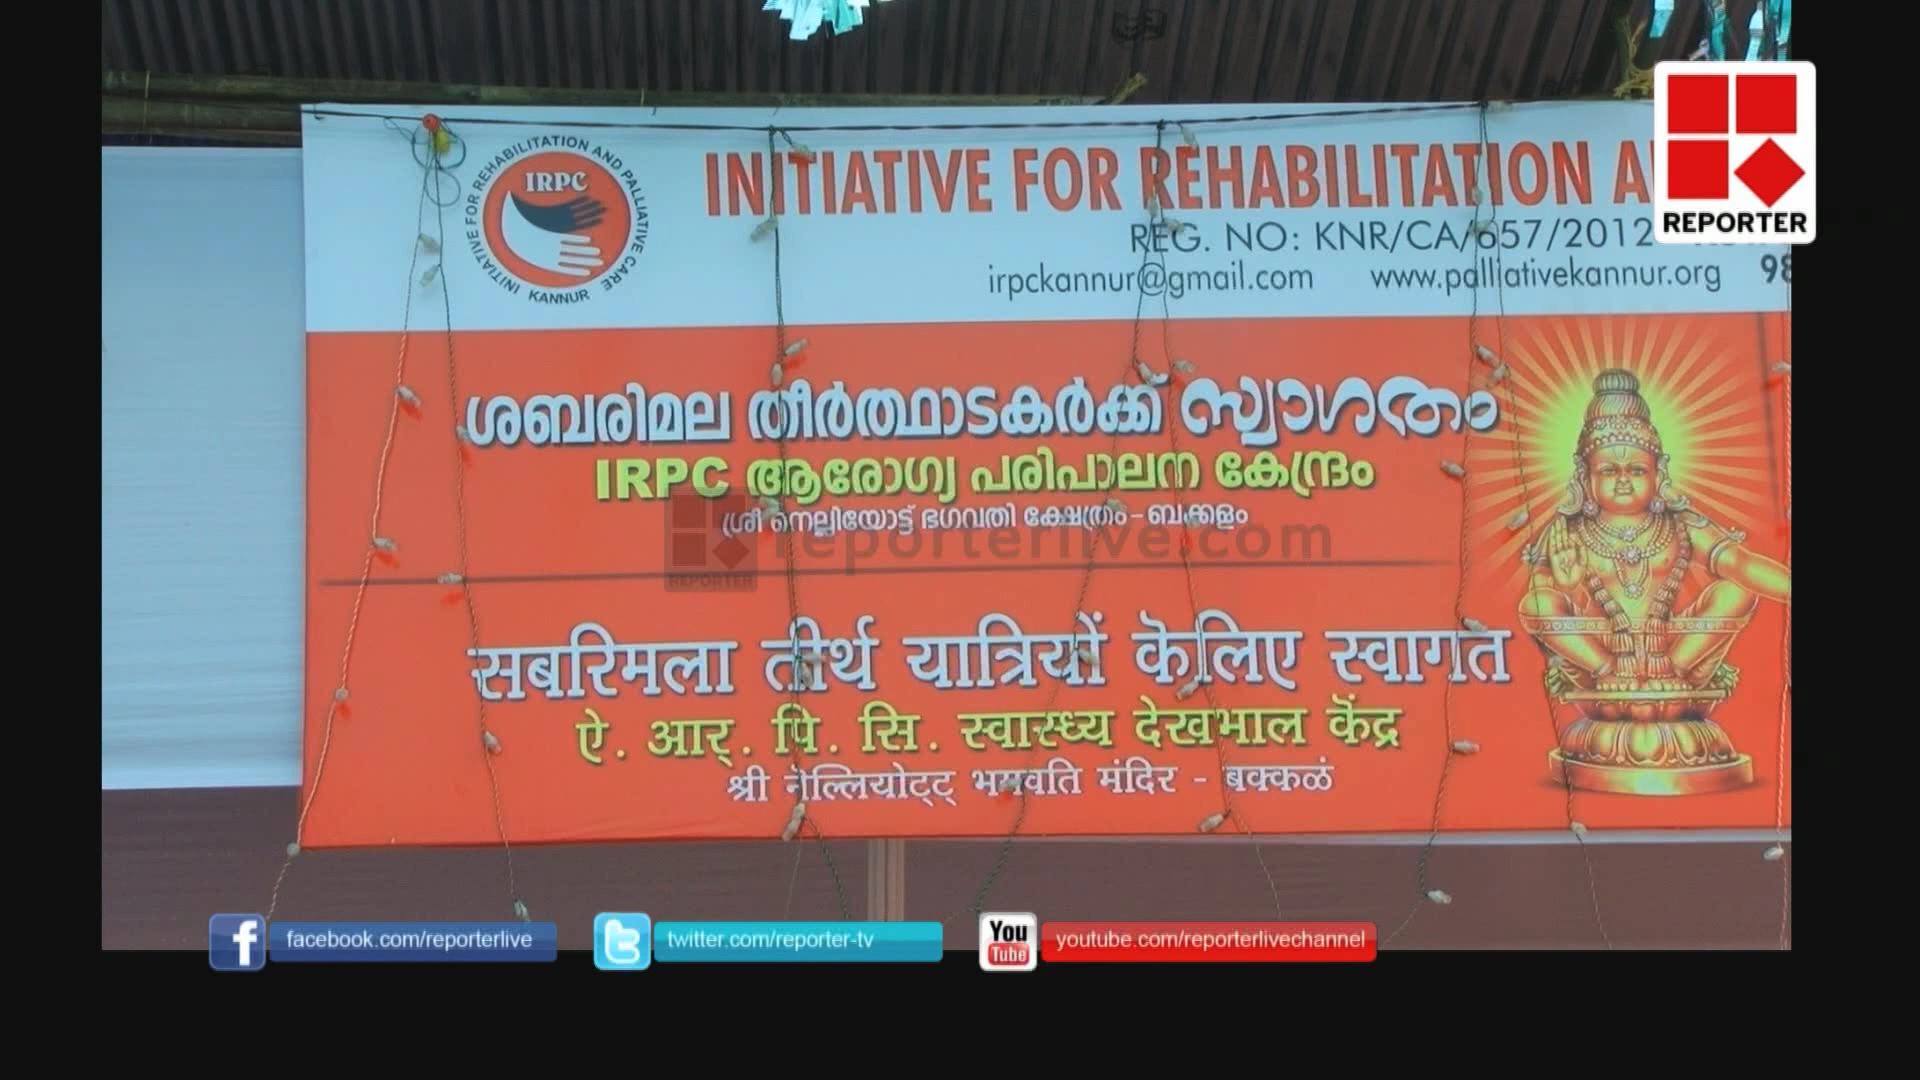 INITIATIVE FOR REHABILITATION AND PALLIATIVE CARE
IRPC
KANNUR
INITIATIVE FOR REHABILITATION
REG. NO: KNR/CA/657/2012
irpckannur@gmail.com www.palliativekannur.org 98
REPORTER
ശബരിമല തീർത്ഥാടകർക്ക് സ്വാഗതം
IRPC ആരോഗ്യ പരിപാലന കേന്ദ്രം
ശ്രീ നെല്ലിയോട്ട് ഭഗവതി ക്ഷേത്രം - ബക്കളം
REPORTER reporterlive.com
सबरिमला तीर्थ यात्रियों केलिए स्वागत
ऐ. आर्. पि. सि. स्वास्ध्य देखभाल केंद्र
श्री नेल्लियोट्ट् भगवति मंदिर - बक्कळं
facebook.com/reporterlive
twitter.com/reporter-tv
You Tube youtube.com/reporterlivechannel